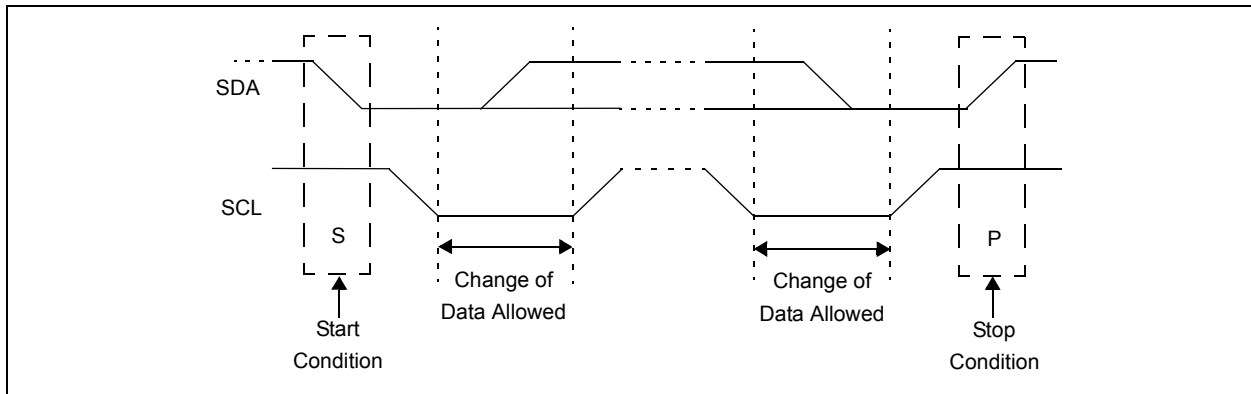 SDA
SCL
S
P
Change of
Data Allowed
Change of
Data Allowed
Start
Condition
Stop
Condition